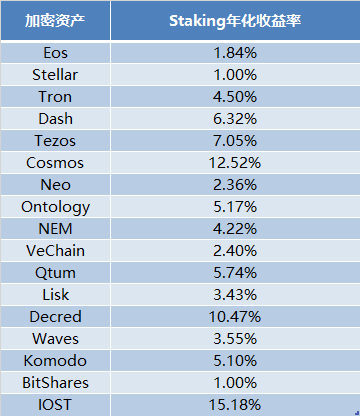 加密资产 Staking年化收益率
Eos 1.84%
Stellar 1.00%
Tron 4.50%
Dash 6.32%
Tezos 7.05%
Cosmos 12.52%
Neo 2.36%
Ontology 5.17%
NEM 4.22%
VeChain 2.40%
Qtum 5.74%
Lisk 3.43%
Decred 10.47%
Waves 3.55%
Komodo 5.10%
BitShares 1.00%
IOST 15.18%